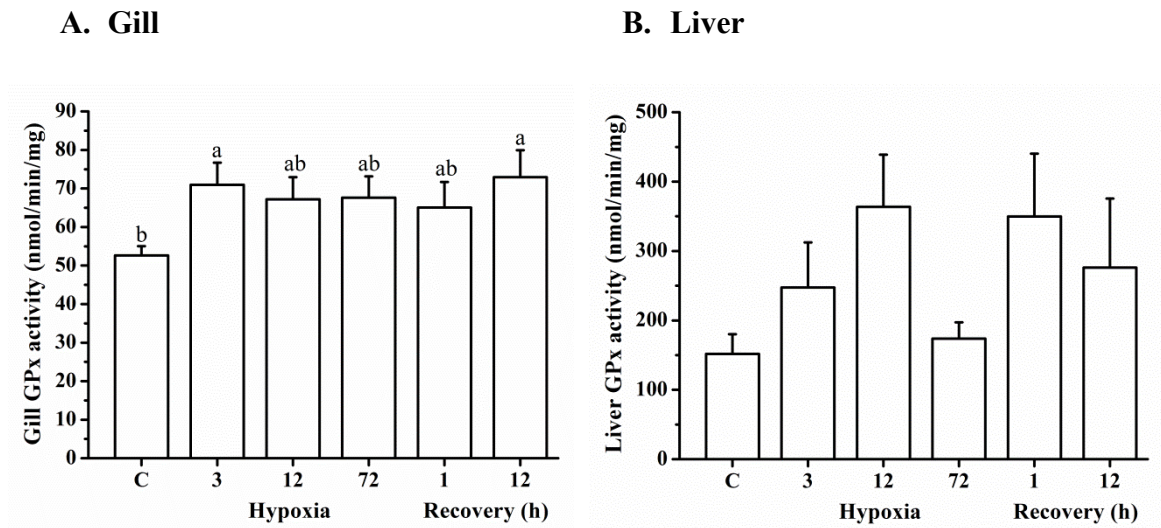 A. Gill
B. Liver
Gill GPx activity (nmol/min/mg)
90
80
70
60
50
40
30
20
10
0
b
a
ab
ab
ab
a
C
3
12
72
1
12
Hypoxia
Recovery (h)
Liver GPx activity (nmol/min/mg)
500
400
300
200
100
0
C
3
12
72
1
12
Hypoxia
Recovery (h)